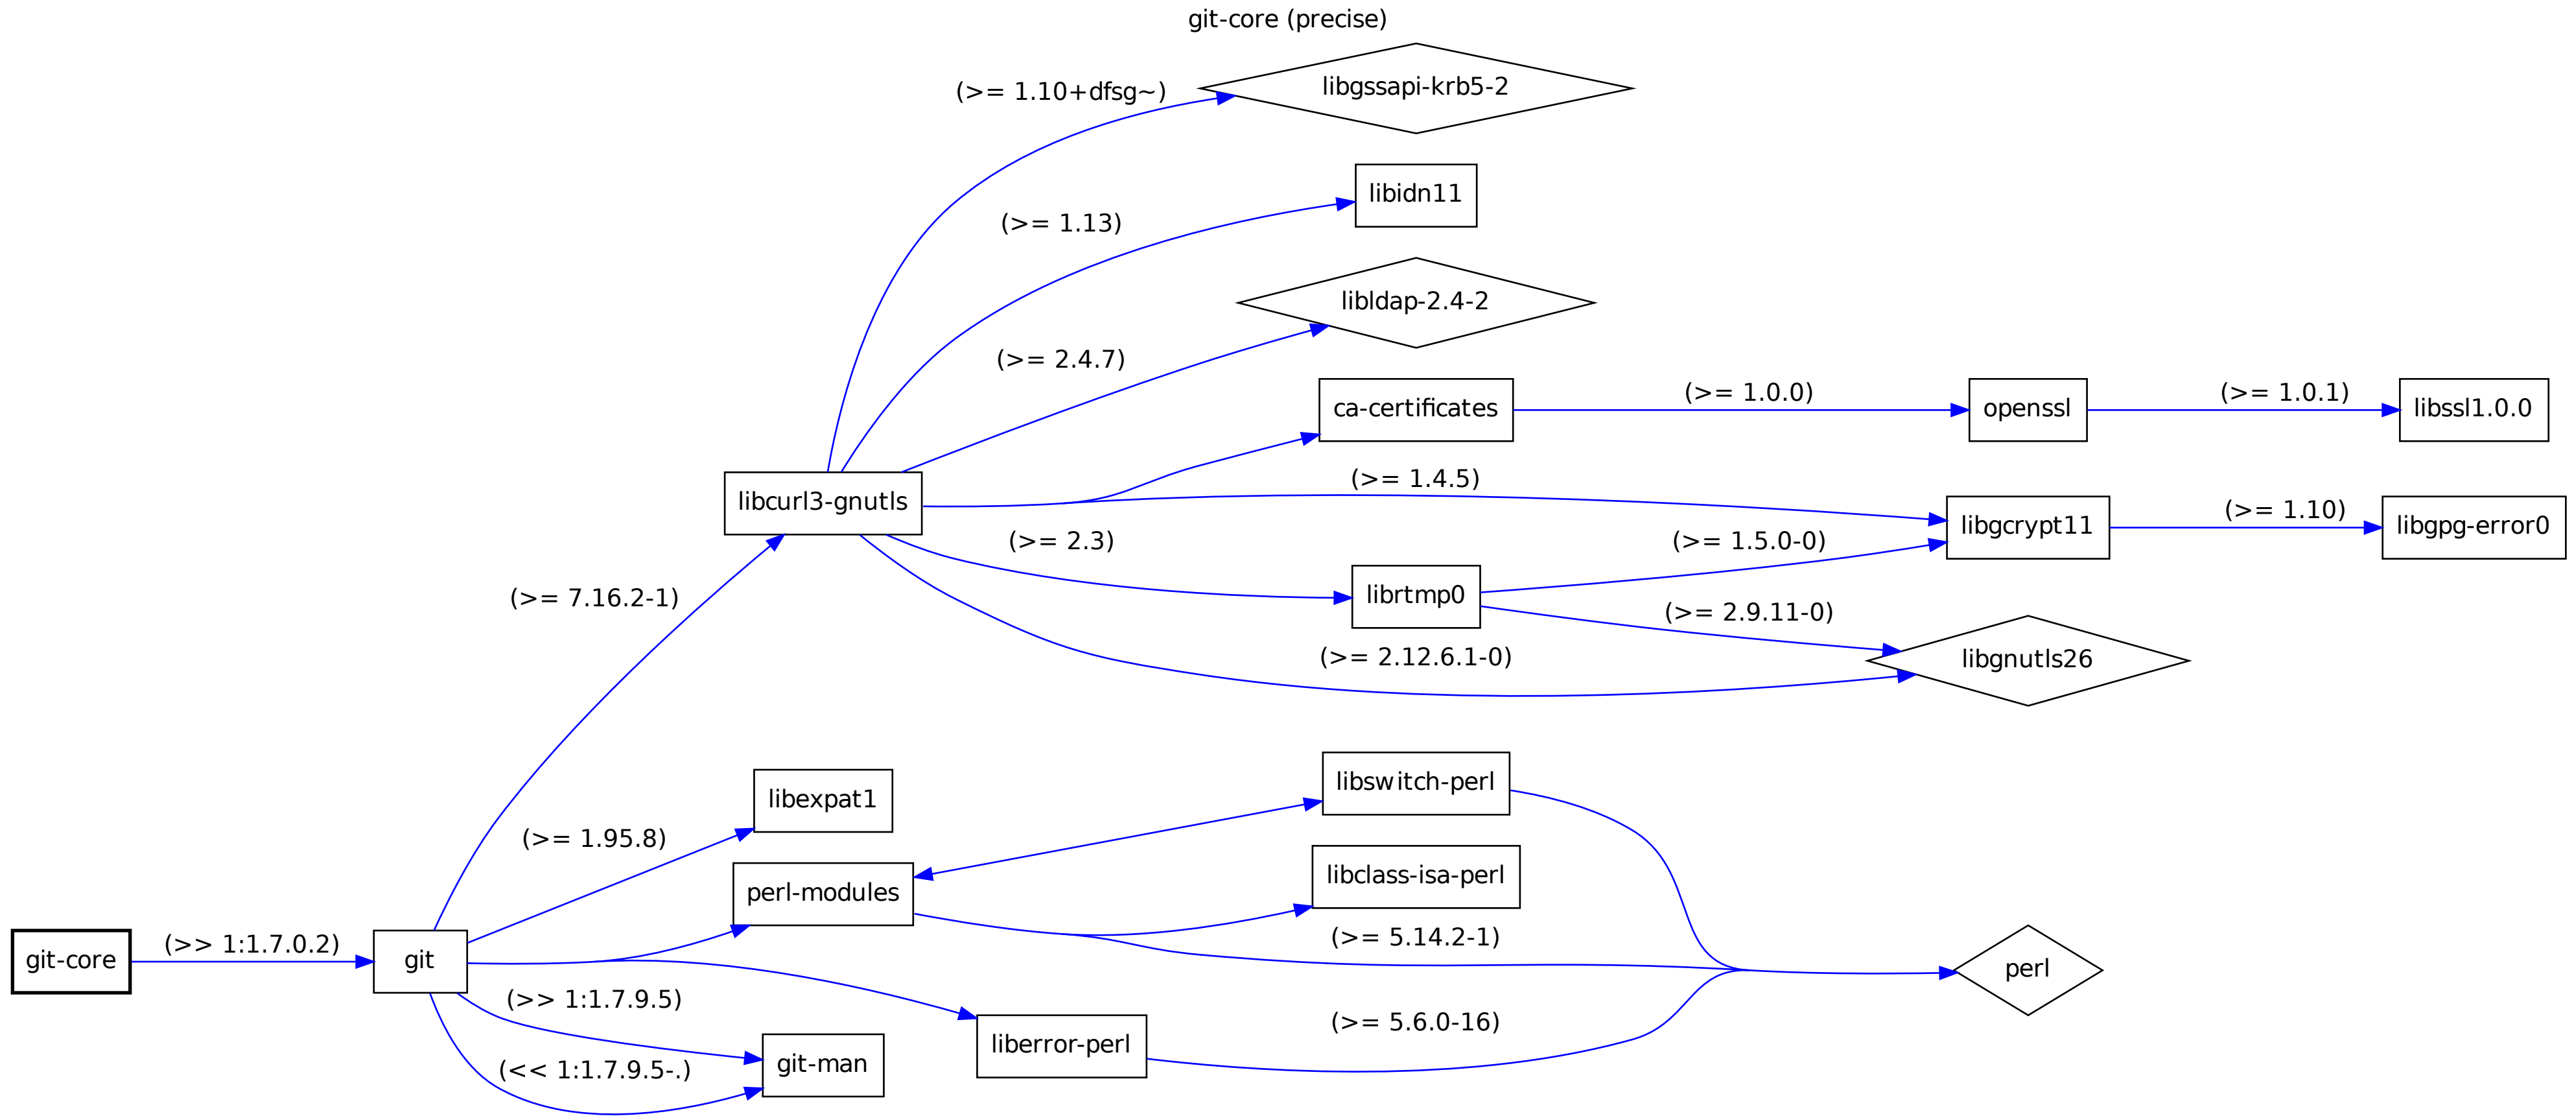 git-core (precise)
(>= 1.10+dfsg~)
libgssapi-krb5-2
libidn11
(>= 1.13)
libldap-2.4-2
(>= 2.4.7)
ca-certificates
(>= 1.0.0)
openssl
(>= 1.0.1)
libssl1.0.0
libcurl3-gnutls
(>= 1.4.5)
libgcrypt11
(>= 1.10)
libgpg-error0
(>= 2.3)
(>= 1.5.0-0)
librtmp0
(>= 7.16.2-1)
(>= 2.9.11-0)
(>= 2.12.6.1-0)
libgnutls26
libexpat1
libswitch-perl
(>= 1.95.8)
perl-modules
libclass-isa-perl
(>= 5.14.2-1)
git-core
(>> 1:1.7.0.2)
git
perl
(>> 1:1.7.9.5)
(>= 5.6.0-16)
liberror-perl
(<< 1:1.7.9.5-.)
git-man